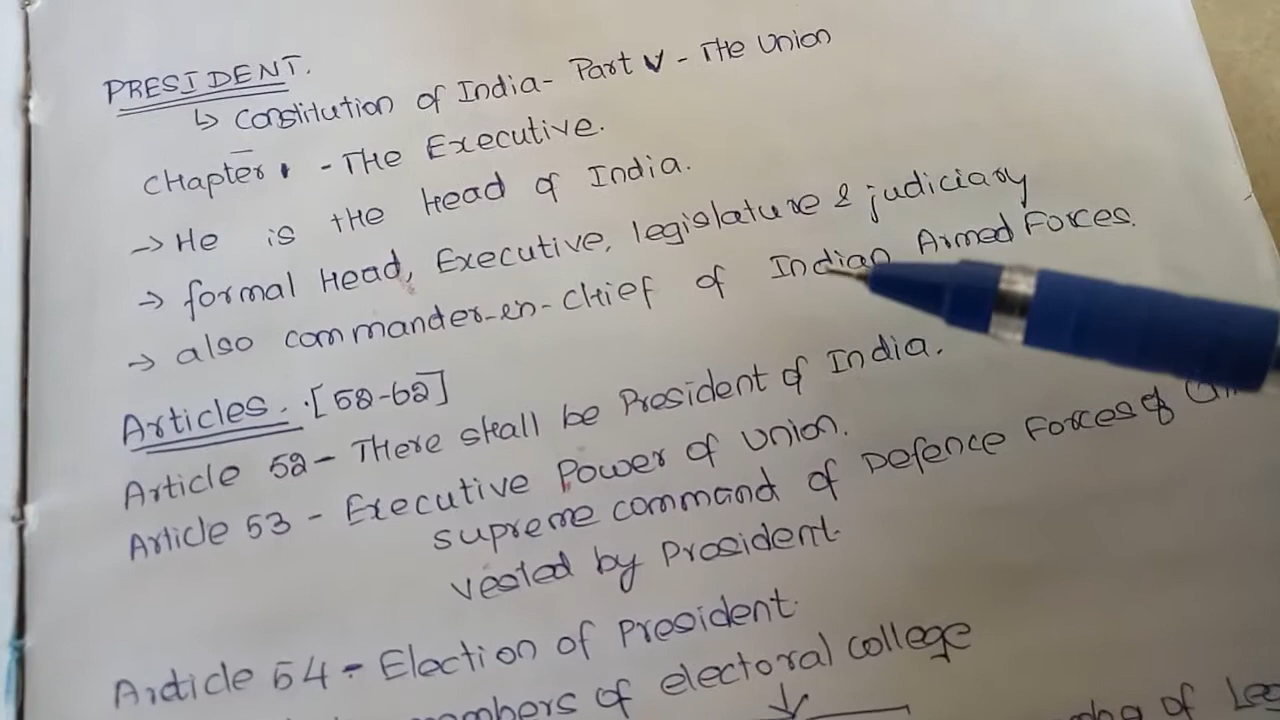 PRESIDENT.
↳ Constitution of India - Part V - The Union
Chapter 1 - The Executive.
→ He is the Head of India.
→ formal Head, Executive, legislature & judiciary
→ also commander-in-chief of Indian Armed Forces.
Articles. [52-62]
Article 52 - There shall be President of India.
Article 53 - Executive Power of Union.
supreme command of Defence Forces of
vested by President.
Article 54 - Election of President.
of electoral college
of